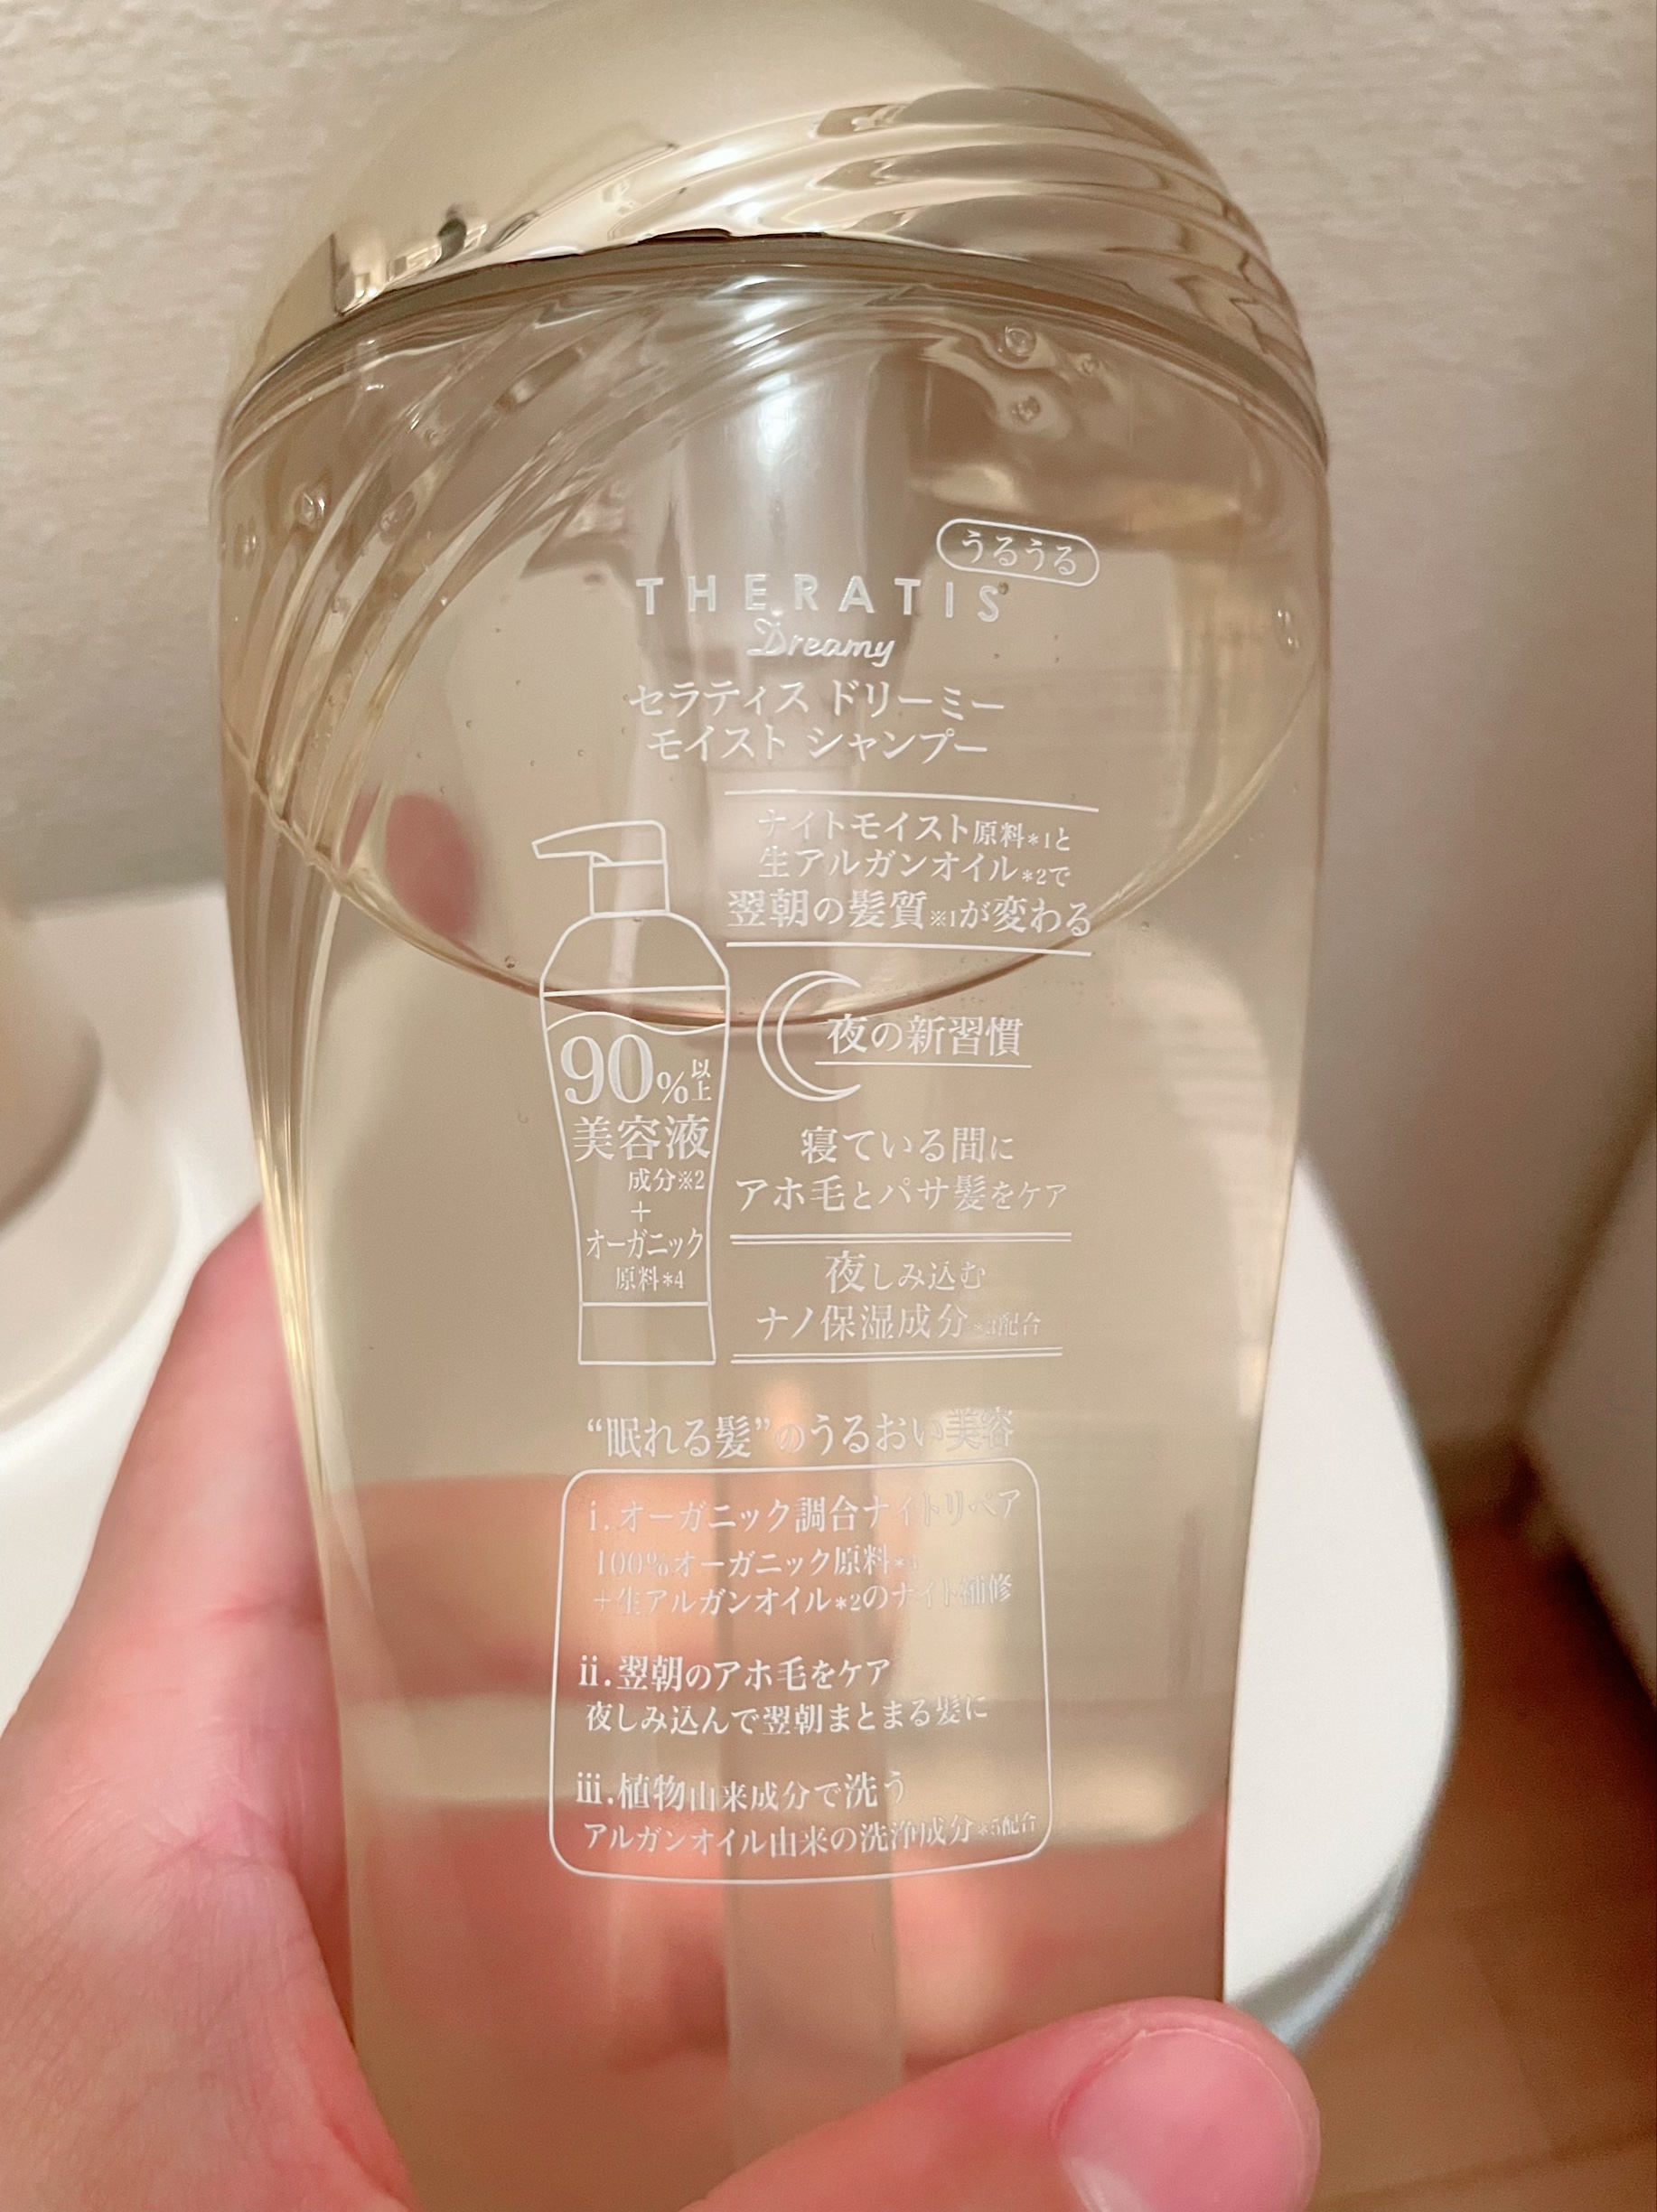 うるうる
THERATIS
Dreamy
セラティス ドリーミー
モイスト シャンプー
ナイトモイスト原料*1と
生アルガンオイル*2で
翌朝の髪質※1が変わる
90%以上
美容液
成分※2
+
オーガニック
原料*4
夜の新習慣
寝ている間に
アホ毛とパサ髪をケア
夜しみ込む
ナノ保湿成分*3配合
“眠れる髪”のうるおい美容
i.オーガニック調合ナイトリペア
100%オーガニック原料
+生アルガンオイル*2のナイト補修
ii.翌朝のアホ毛をケア
夜しみ込んで翌朝まとまる髪に
iii.植物由来成分で洗う
アルガンオイル由来の洗浄成分*5配合